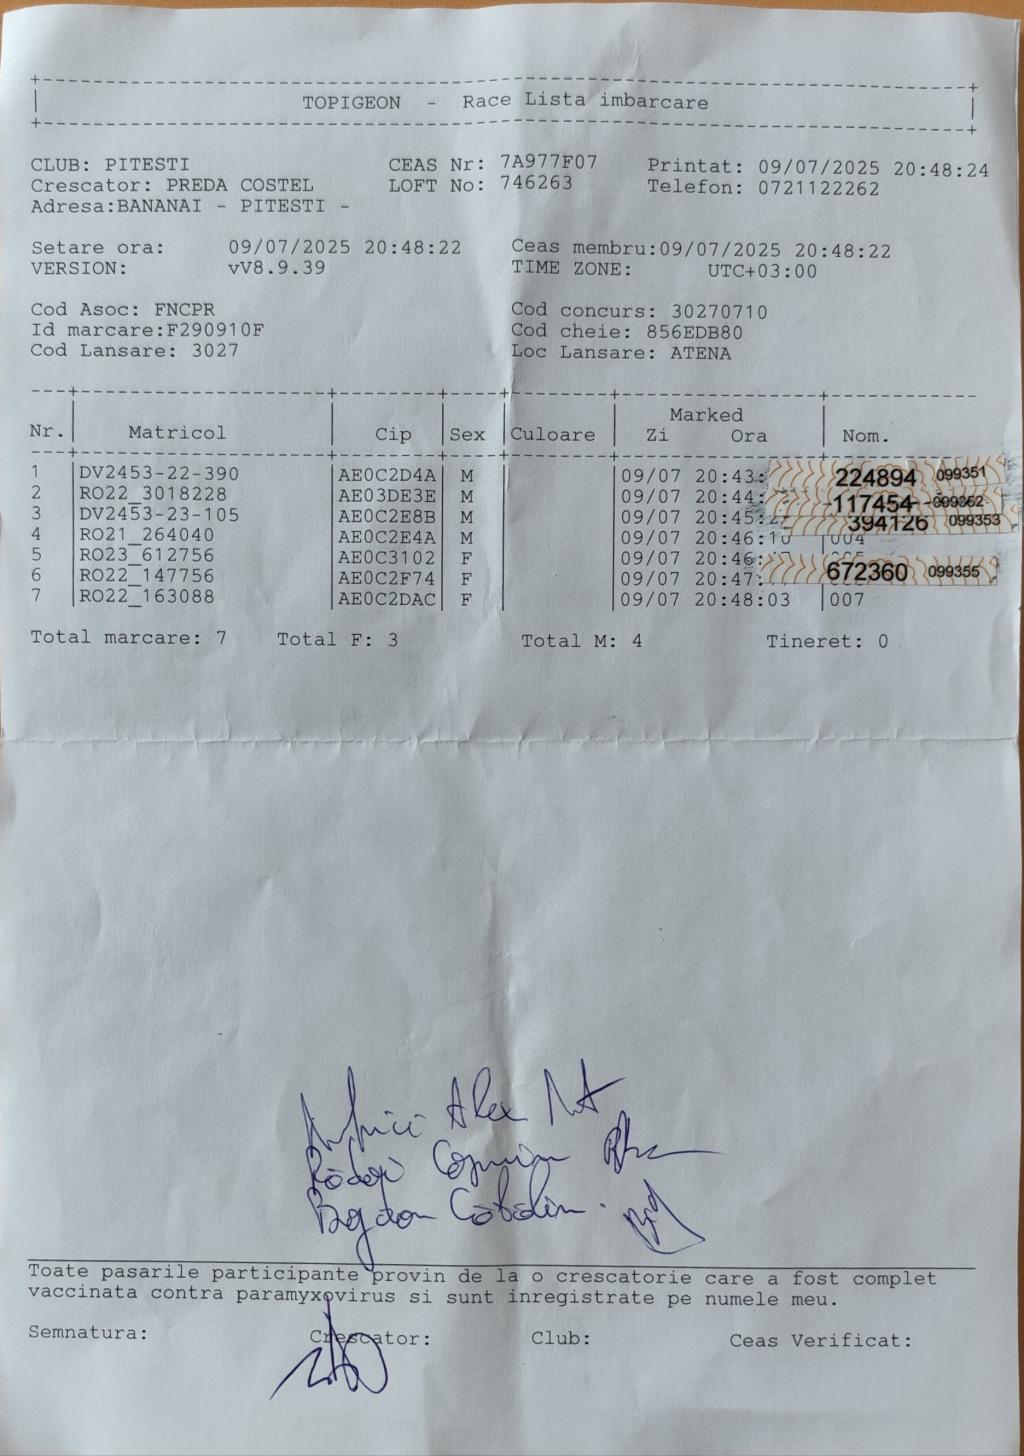 TOPIGEON - Race Lista imbarcare
CLUB: PITESTI CEAS Nr: 7A977F07 Printat: 09/07/2025 20:48:24
Crescator: PREDA COSTEL LOFT No: 746263 Telefon: 0721122262
Adresa:BANANAI - PITESTI -
Setare ora: 09/07/2025 20:48:22 Ceas membru:09/07/2025 20:48:22
VERSION: vV8.9.39 TIME ZONE: UTC+03:00
Cod Asoc: FNCPR Cod concurs: 30270710
Id marcare:F290910F Cod cheie: 856EDB80
Cod Lansare: 3027 Loc Lansare: ATENA
Marked
Nr. Matricol Cip Sex Culoare Zi Ora Nom.
1 DV2453-22-390 AE0C2D4A M 09/07 20:43: 224894 099351
2 RO22_3018228 AE03DE3E M 09/07 20:44: 117454 099352
3 DV2453-23-105 AE0C2E8B M 09/07 20:45: 394126 099353
4 RO21_264040 AE0C2E4A M 09/07 20:46:10 004
5 RO23_612756 AE0C3102 F 09/07 20:46:
6 RO22_147756 AE0C2F74 F 09/07 20:47: 672360 099355
7 RO22_163088 AE0C2DAC F 09/07 20:48:03 007
Total marcare: 7 Total F: 3 Total M: 4 Tineret: 0
Alex
Bogdan Catalin
Toate pasarile participante provin de la o crescatorie care a fost complet
vaccinata contra paramyxovirus si sunt inregistrate pe numele meu.
Semnatura: Crescator: Club: Ceas Verificat: